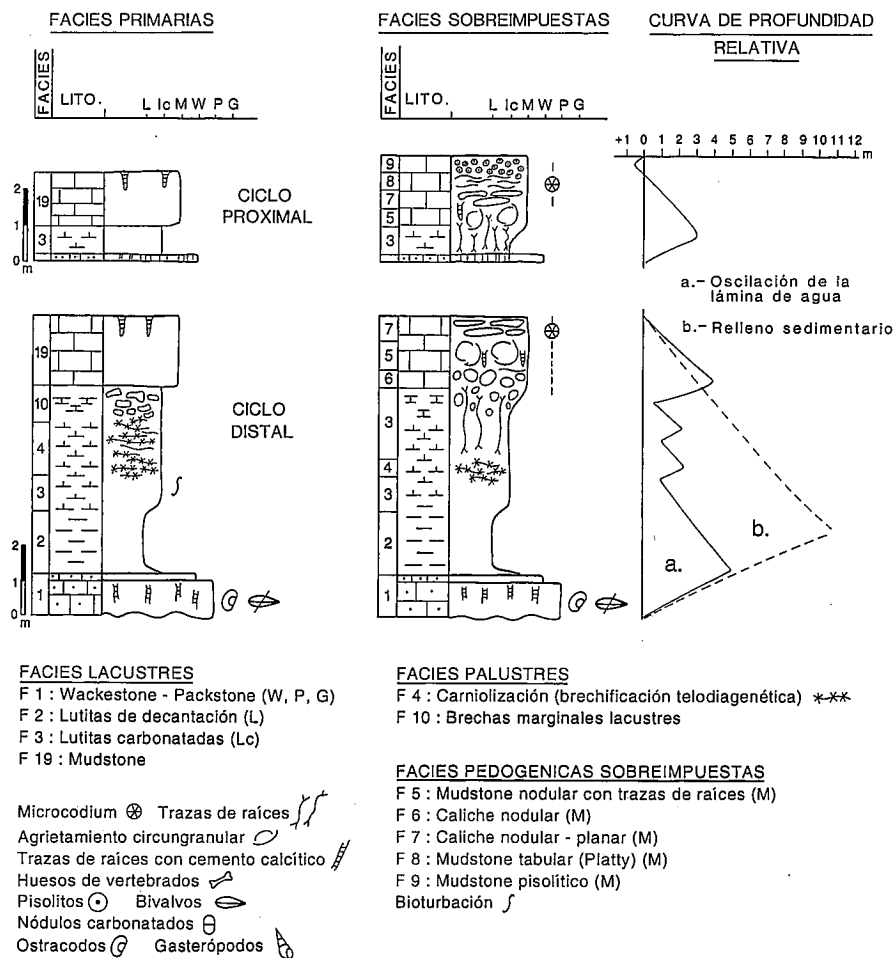 FACIES PRIMARIAS
FACIES SOBREIMPUESTAS
CURVA DE PROFUNDIDAD
RELATIVA
FACIES
LITO.
L lc M W P G
FACIES
LITO.
L lc M W P G
+1 0 1 2 3 4 5 6 7 8 9 10 11 12
m
2
1
0
m
19
3
CICLO
PROXIMAL
9
8
7
5
3
a.- Oscilación de la
lámina de agua
b.- Relleno sedimentario
19
10
4
3
2
1
2
1
0
m
CICLO
DISTAL
7
5
6
3
4
3
2
1
a.
b.
FACIES LACUSTRES
F 1 : Wackestone - Packstone (W, P, G)
F 2 : Lutitas de decantación (L)
F 3 : Lutitas carbonatadas (Lc)
F 19 : Mudstone
Microcodium
Trazas de raíces
Agrietamiento circungranular
Trazas de raíces con cemento calcítico
Huesos de vertebrados
Pisolitos
Bivalvos
Nódulos carbonatados
Ostracodos
Gasterópodos
FACIES PALUSTRES
F 4 : Carniolización (brechificación telodiagenética)
F 10 : Brechas marginales lacustres
FACIES PEDOGENICAS SOBREIMPUESTAS
F 5 : Mudstone nodular con trazas de raíces (M)
F 6 : Caliche nodular (M)
F 7 : Caliche nodular - planar (M)
F 8 : Mudstone tabular (Platty) (M)
F 9 : Mudstone pisolítico (M)
Bioturbación